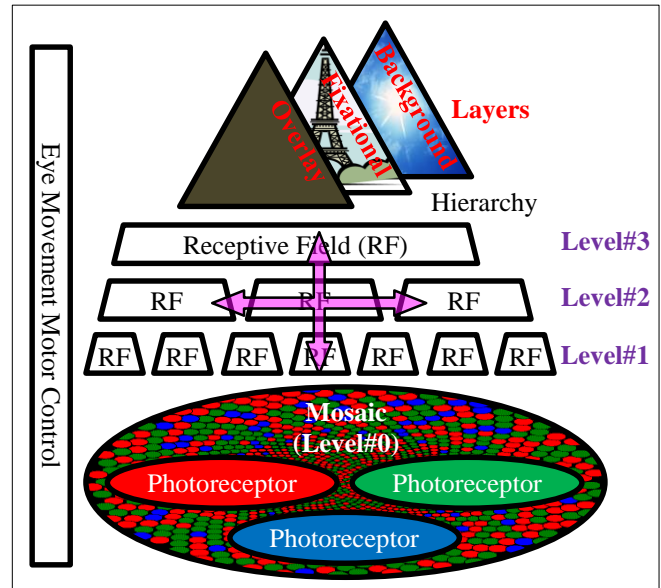 Eye Movement Motor Control
Overlay
Fixational
Background
Layers
Hierarchy
Receptive Field (RF)
Level#3
RF RF RF
Level#2
RF RF RF RF RF RF RF
Level#1
Mosaic
(Level#0)
Photoreceptor Photoreceptor
Photoreceptor